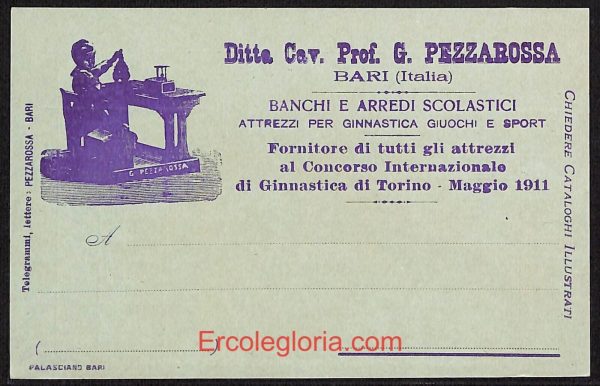 Ditta Cav. Prof. G. PEZZAROSSA
BARI (Italia)
BANCHI E ARREDI SCOLASTICI
ATTREZZI PER GINNASTICA GIUOCHI E SPORT
Fornitore di tutti gli attrezzi
al Concorso Internazionale
di Ginnastica di Torino - Maggio 1911
G. PEZZAROSSA
Telegrammi, lettere: PEZZAROSSA - BARI
CHIEDERE CATALOGHI ILLUSTRATI
A
( )
Ercolegloria.com
PALASCIANO BARI